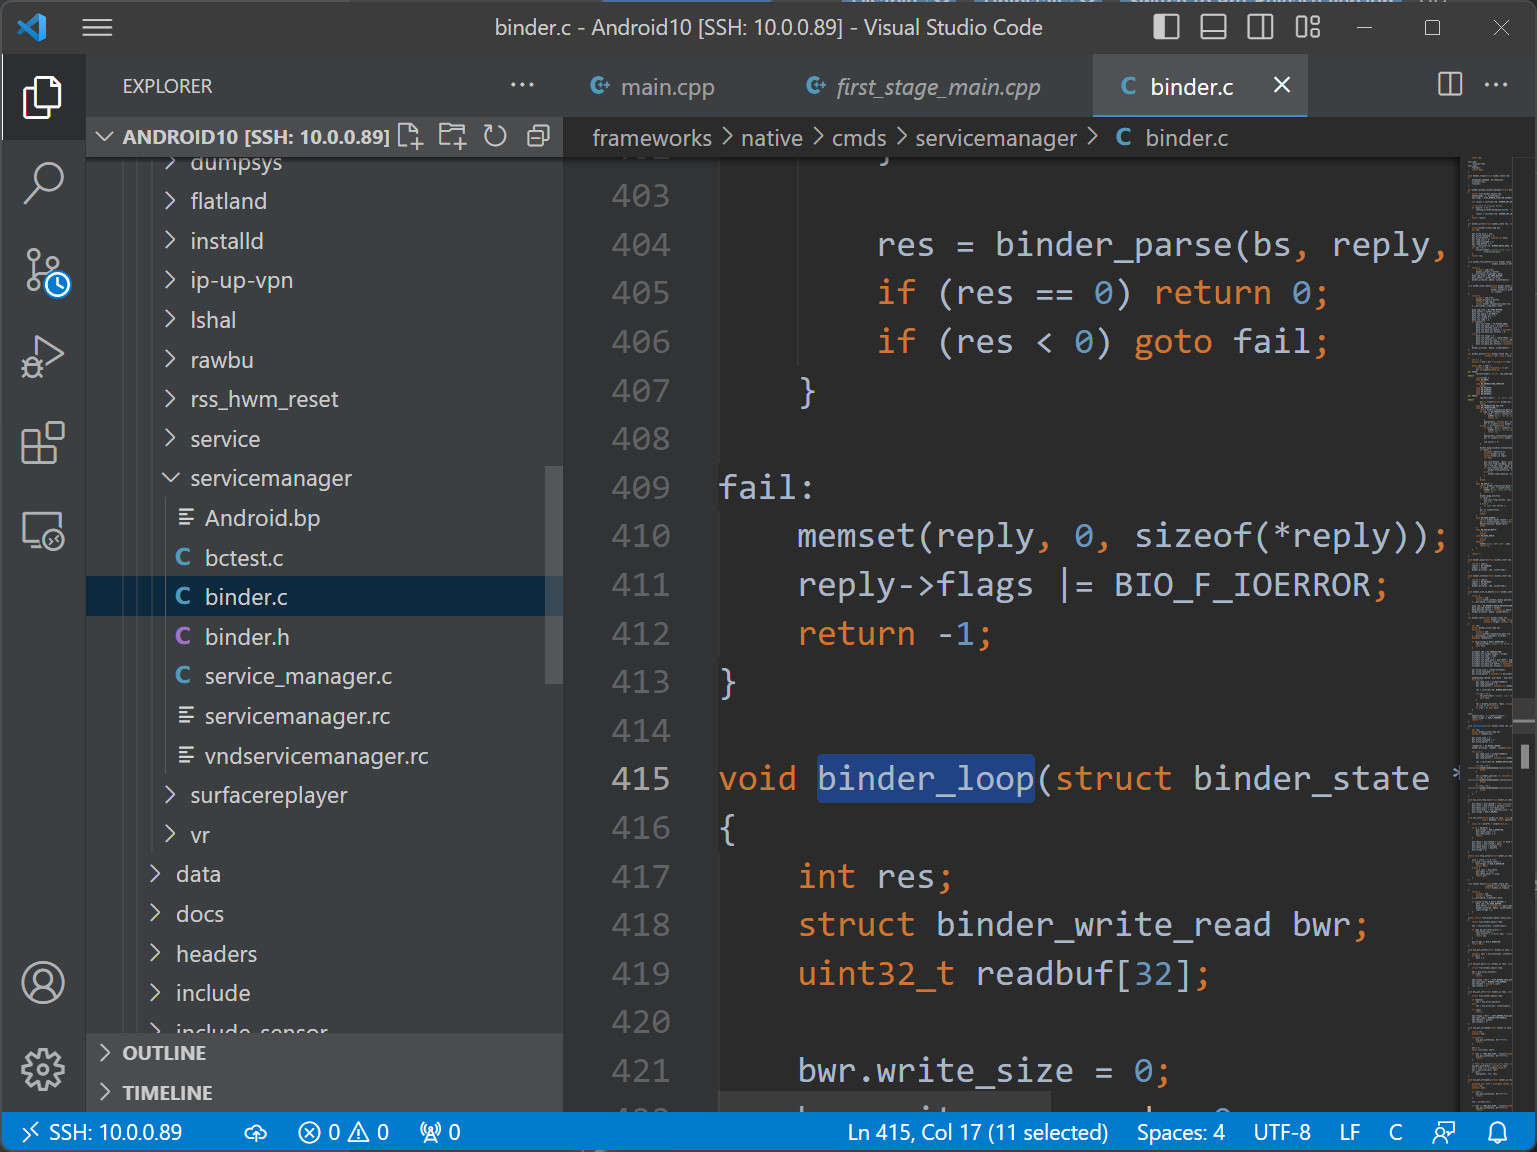 binder.c - Android10 [SSH: 10.0.0.89] - Visual Studio Code
EXPLORER
main.cpp
first_stage_main.cpp
binder.c
ANDROID10 [SSH: 10.0.0.89]
frameworks > native > cmds > servicemanager > C binder.c
dumpsys
flatland
installd
ip-up-vpn
lshal
rawbu
rss_hwm_reset
service
servicemanager
Android.bp
C bctest.c
C binder.c
C binder.h
C service_manager.c
servicemanager.rc
vndservicemanager.rc
surfacereplayer
vr
data
docs
headers
include
include_sensor
OUTLINE
TIMELINE
403
404 res = binder_parse(bs, reply,
405 if (res == 0) return 0;
406 if (res < 0) goto fail;
407 }
408
409 fail:
410 memset(reply, 0, sizeof(*reply));
411 reply->flags |= BIO_F_IOERROR;
412 return -1;
413 }
414
415 void binder_loop(struct binder_state *
416 {
417 int res;
418 struct binder_write_read bwr;
419 uint32_t readbuf[32];
420
421 bwr.write_size = 0;
SSH: 10.0.0.89
0
0
0
Ln 415, Col 17 (11 selected)
Spaces: 4
UTF-8
LF
C